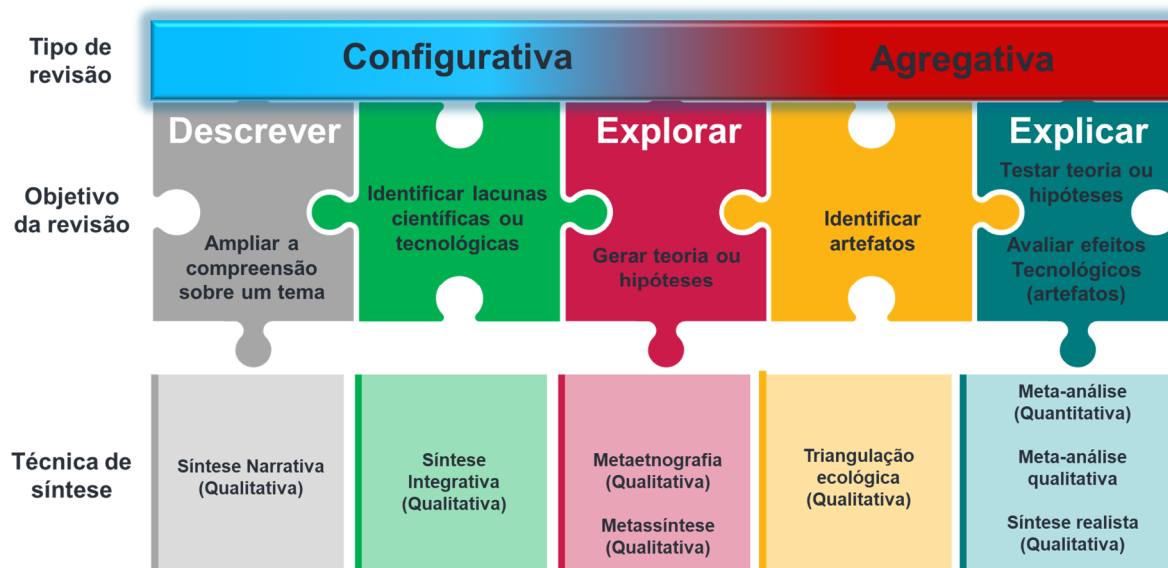 Tipo de
revisão
Configurativa
Agregativa
Objetivo
da revisão
Descrever
Ampliar a
compreensão
sobre um tema
Identificar lacunas
científicas ou
tecnológicas
Explorar
Gerar teoria ou
hipóteses
Identificar
artefatos
Explicar
Testar teoria ou
hipóteses
Avaliar efeitos
Tecnológicos
(artefatos)
Técnica de
síntese
Síntese Narrativa
(Qualitativa)
Síntese
Integrativa
(Qualitativa)
Metaetnografia
(Qualitativa)
Metassíntese
(Qualitativa)
Triangulação
ecológica
(Qualitativa)
Meta-análise
(Quantitativa)
Meta-análise
qualitativa
Síntese realista
(Qualitativa)